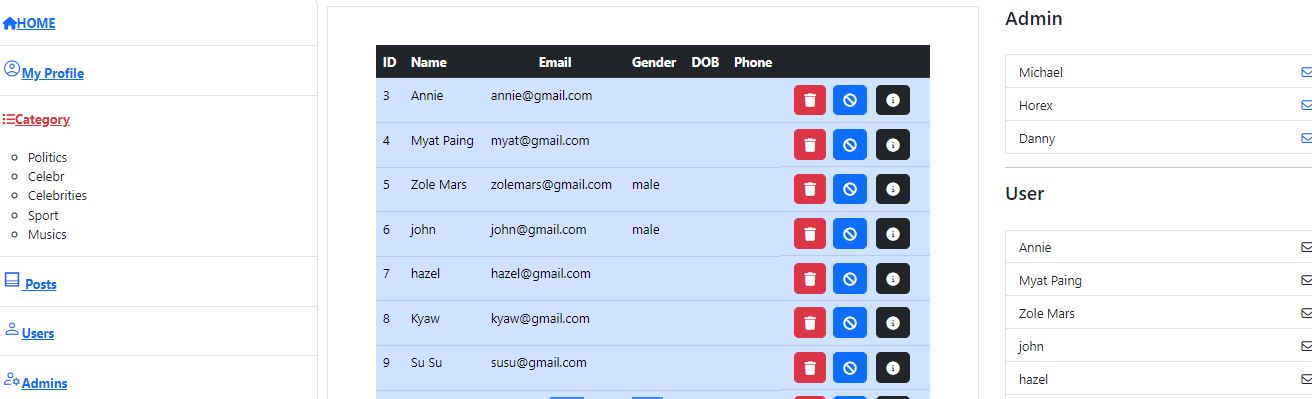 HOME
My Profile
Category
Politics
Celebr
Celebrities
Sport
Musics
Posts
Users
Admins
ID Name Email Gender DOB Phone
3 Annie annie@gmail.com
4 Myat Paing myat@gmail.com
5 Zole Mars zolemars@gmail.com male
6 john john@gmail.com male
7 hazel hazel@gmail.com
8 Kyaw kyaw@gmail.com
9 Su Su susu@gmail.com
Admin
Michael
Horex
Danny
User
Annie
Myat Paing
Zole Mars
john
hazel